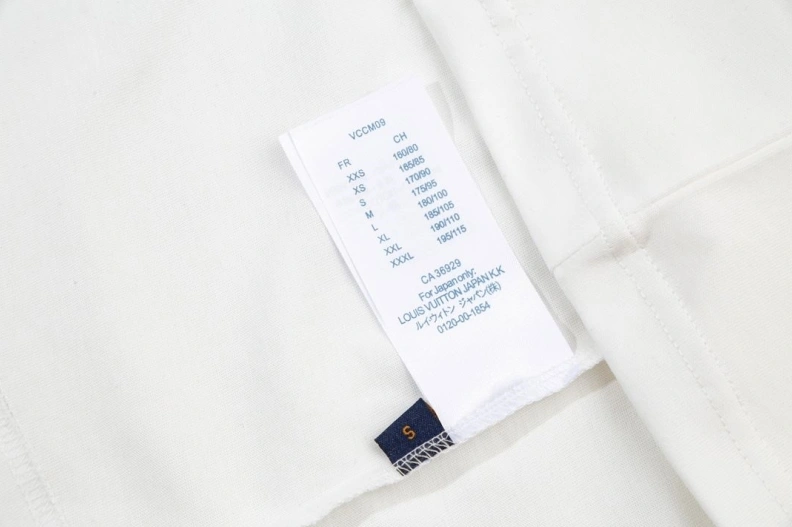 VCCM09
FR CH
XXS 160/80
XS 165/85
S 170/90
M 175/95
L 180/100
XL 185/105
XXL 190/110
XXXL 195/115
CA 36929
For Japan only:
LOUIS VUITTON JAPAN K.K
ルイ・ヴィトン ジャパン(株)
0120-00-1854
S